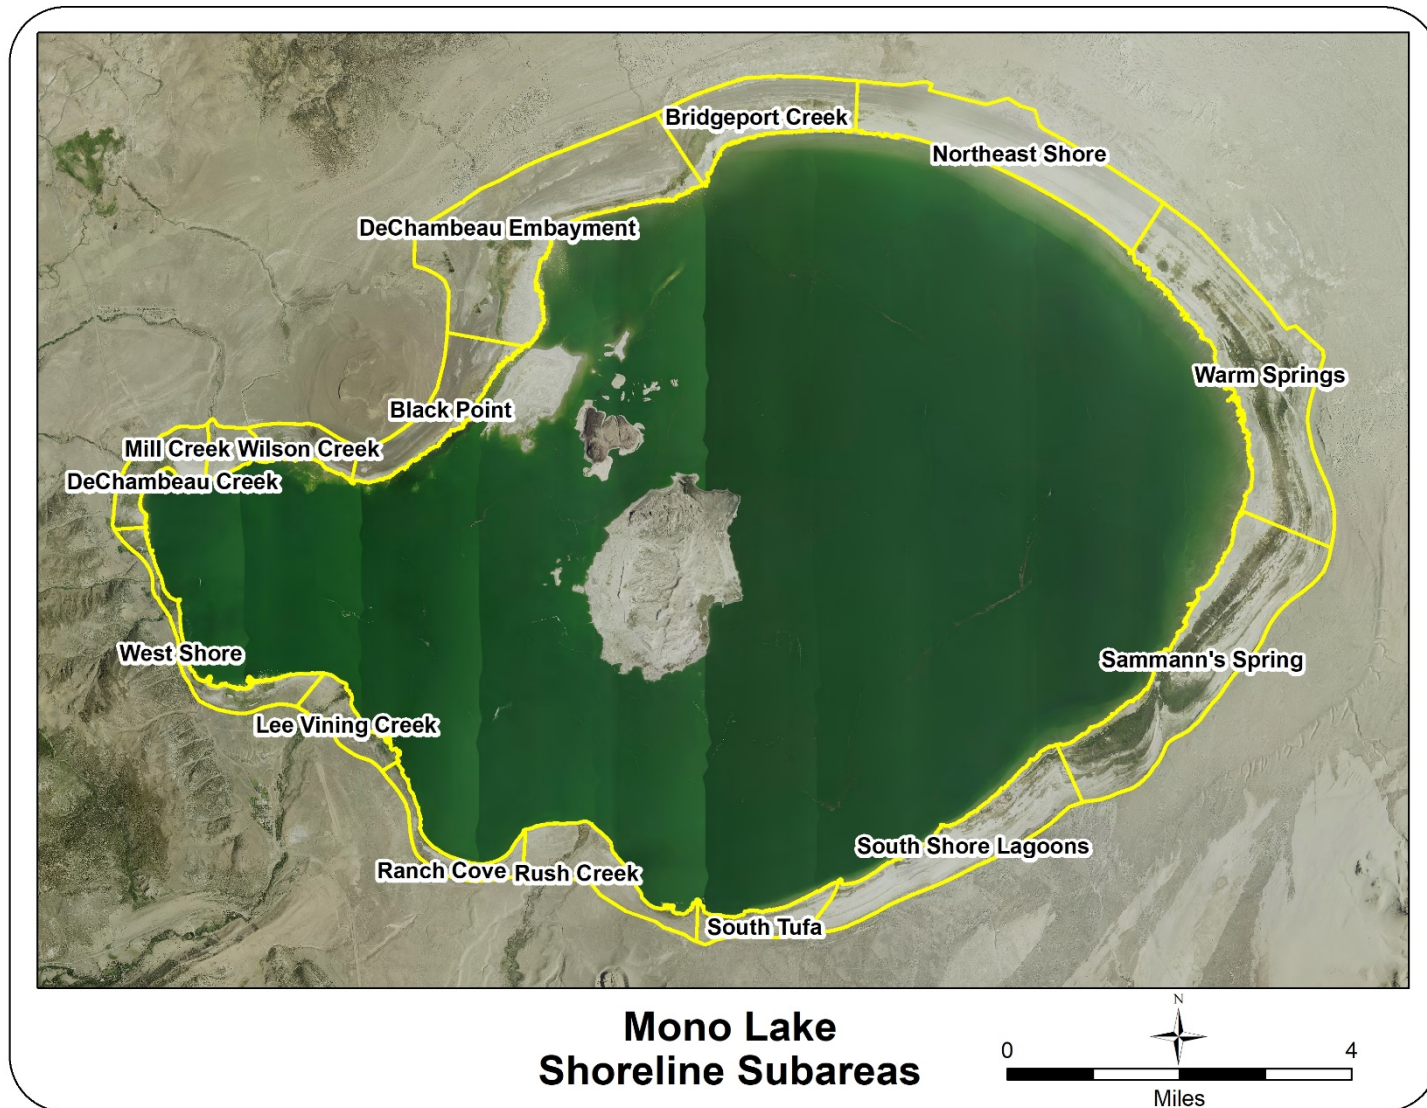 Bridgeport Creek
Northeast Shore
DeChambeau Embayment
Warm Springs
Black Point
Mill Creek
Wilson Creek
DeChambeau Creek
West Shore
Sammann's Spring
Lee Vining Creek
South Shore Lagoons
Ranch Cove
Rush Creek
South Tufa
Mono Lake
Shoreline Subareas
N
0 4
Miles